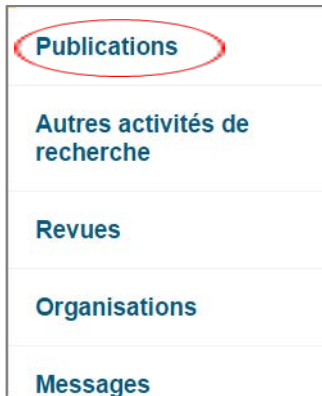 Publications
Autres activités de
recherche
Revues
Organisations
Messages